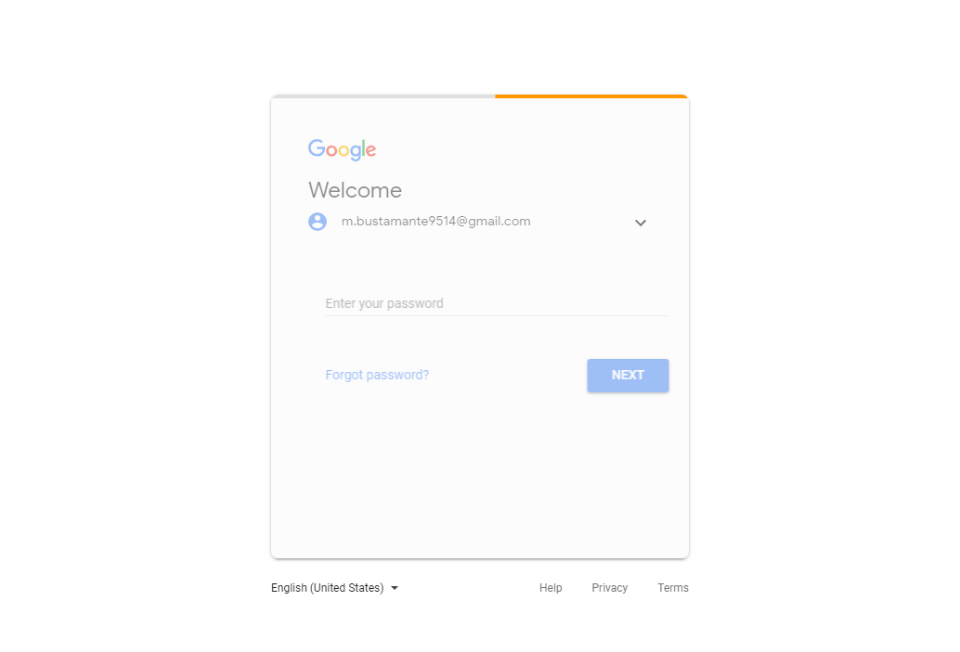 Google
Welcome
m.bustamante9514@gmail.com
Enter your password
Forgot password? NEXT
English (United States) Help Privacy Terms